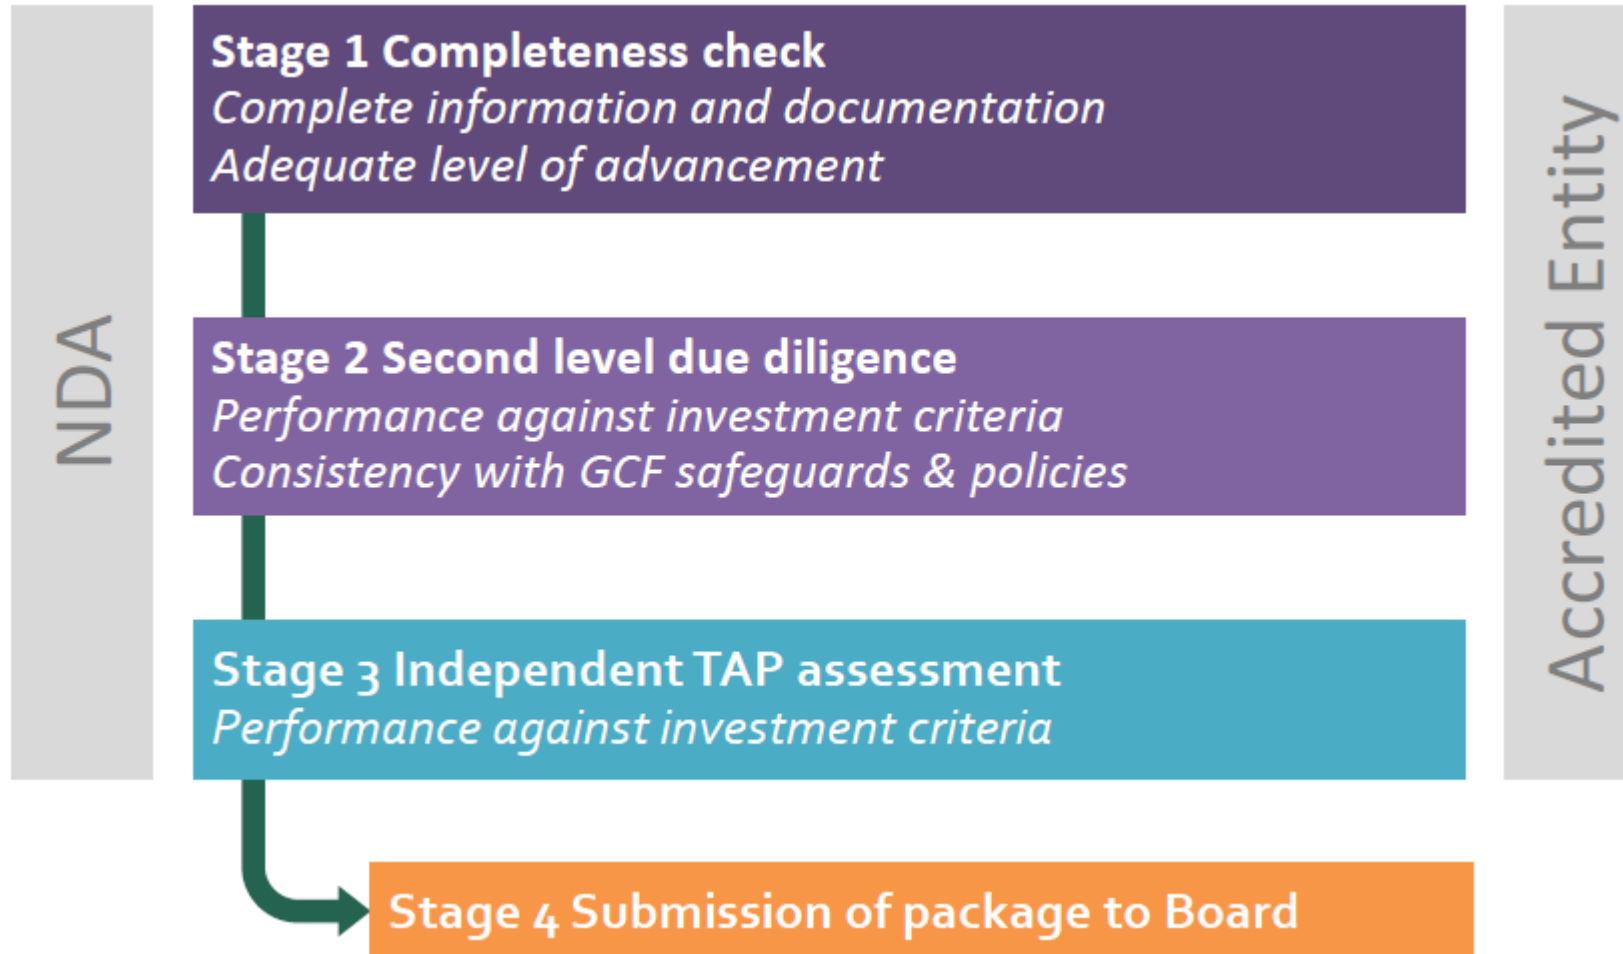 NDA
Stage 1 Completeness check
Complete information and documentation
Adequate level of advancement
Stage 2 Second level due diligence
Performance against investment criteria
Consistency with GCF safeguards & policies
Stage 3 Independent TAP assessment
Performance against investment criteria
Stage 4 Submission of package to Board
Accredited Entity